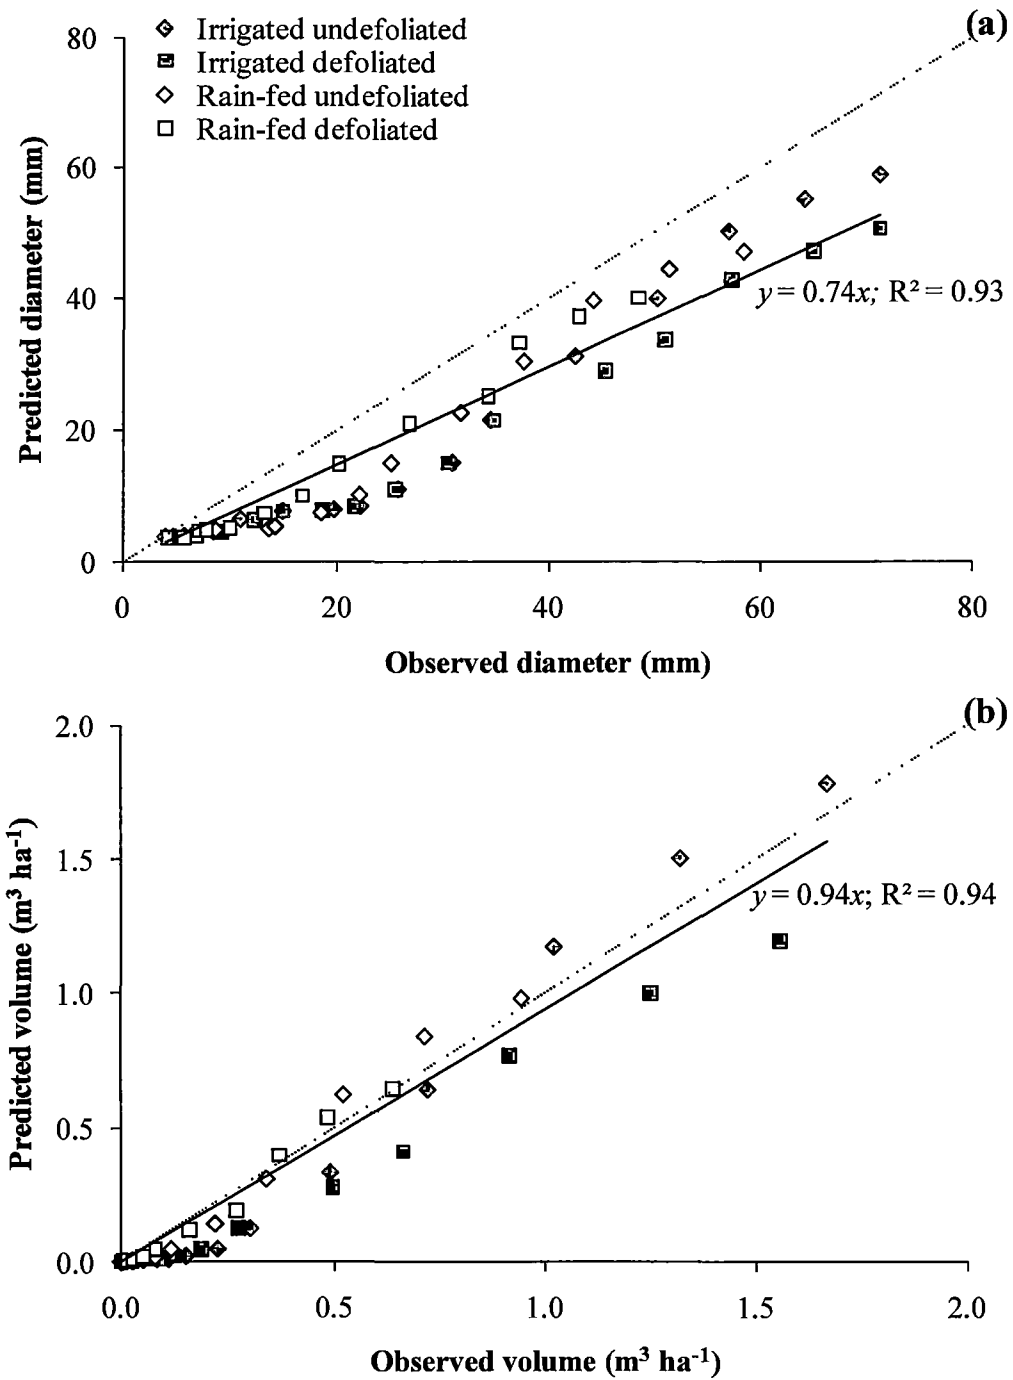 (a)
Irrigated undefoliated
Irrigated defoliated
Rain-fed undefoliated
Rain-fed defoliated
80
60
40
20
0
Predicted diameter (mm)
y = 0.74x; R² = 0.93
0 20 40 60 80
Observed diameter (mm)
(b)
2.0
1.5
1.0
0.5
0.0
Predicted volume (m³ ha⁻¹)
y = 0.94x; R² = 0.94
0.0 0.5 1.0 1.5 2.0
Observed volume (m³ ha⁻¹)